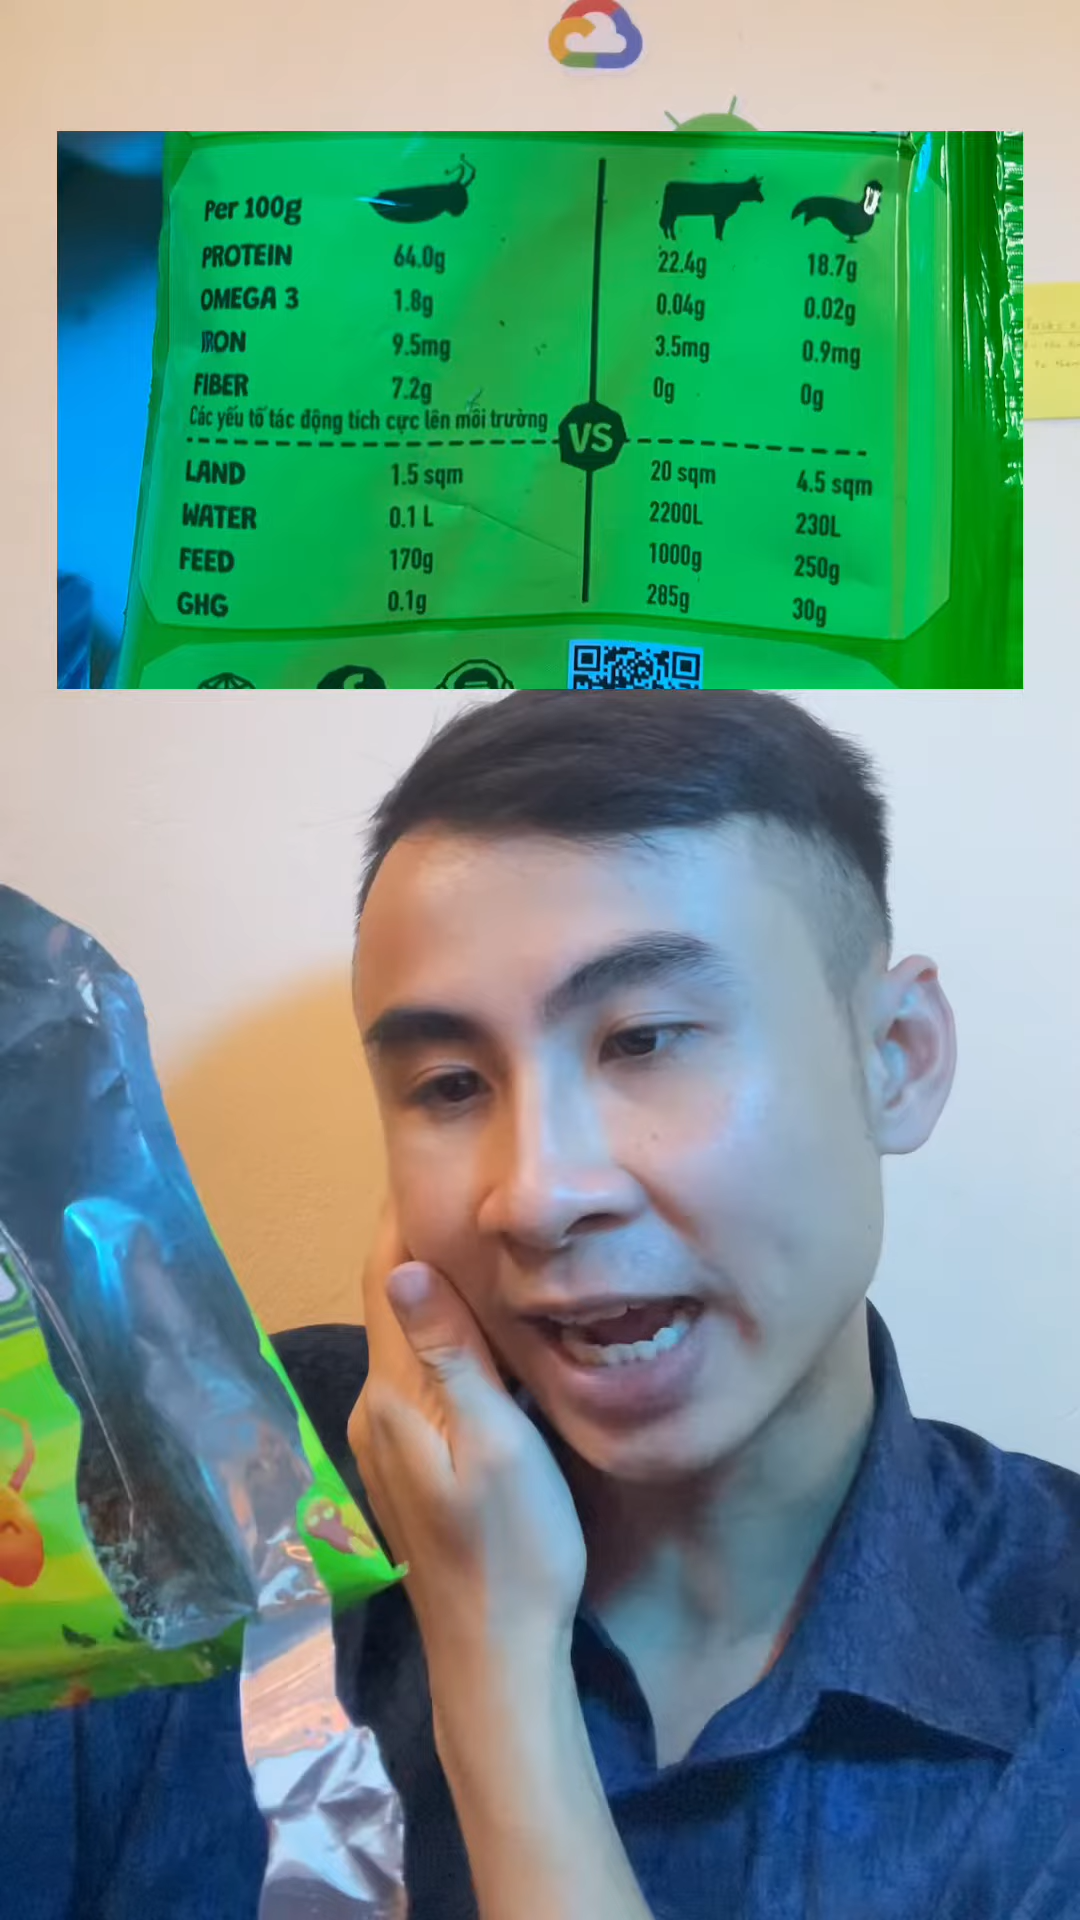 Per 100g
PROTEIN 64.0g 22.4g 18.7g
OMEGA 3 1.8g 0.04g 0.02g
IRON 9.5mg 3.5mg 0.9mg
FIBER 7.2g 0g 0g
Các yếu tố tác động tích cực lên môi trường
VS
LAND 1.5 sqm 20 sqm 4.5 sqm
WATER 0.1 L 2200L 230L
FEED 170g 1000g 250g
GHG 0.1g 285g 30g